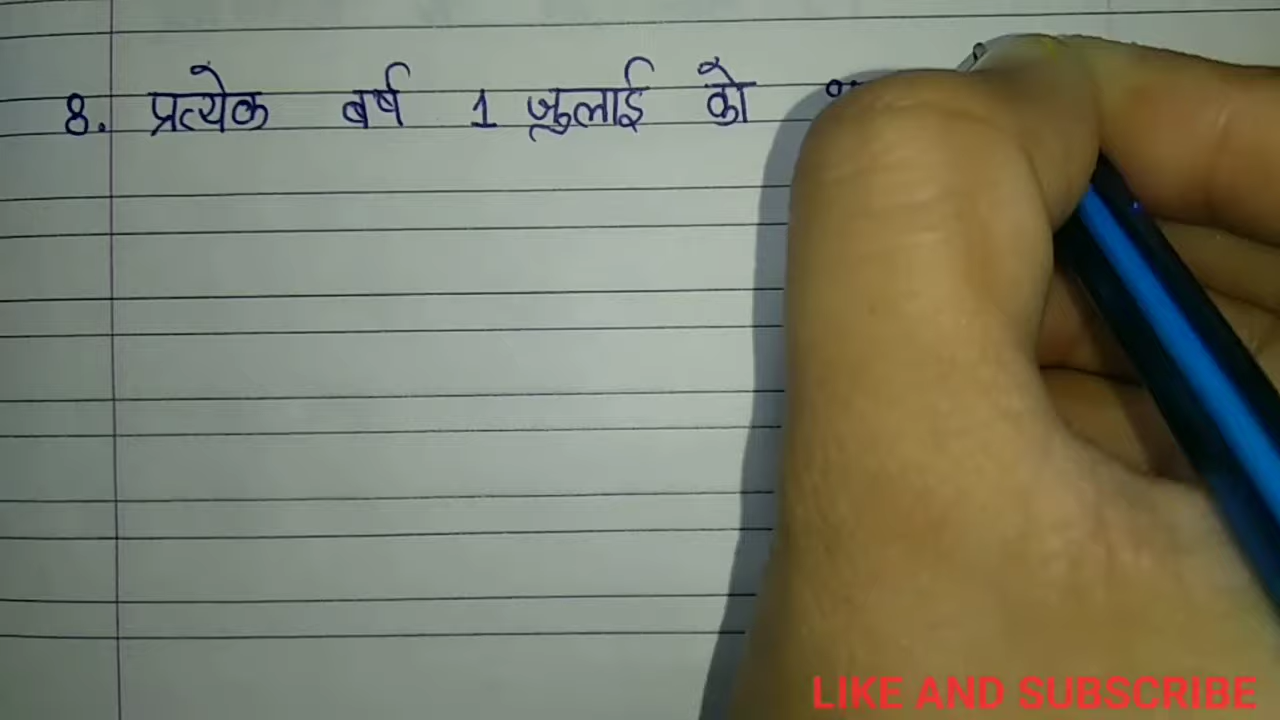 8. प्रत्येक बर्ष 1 जुलाई को
LIKE AND SUBSCRIBE